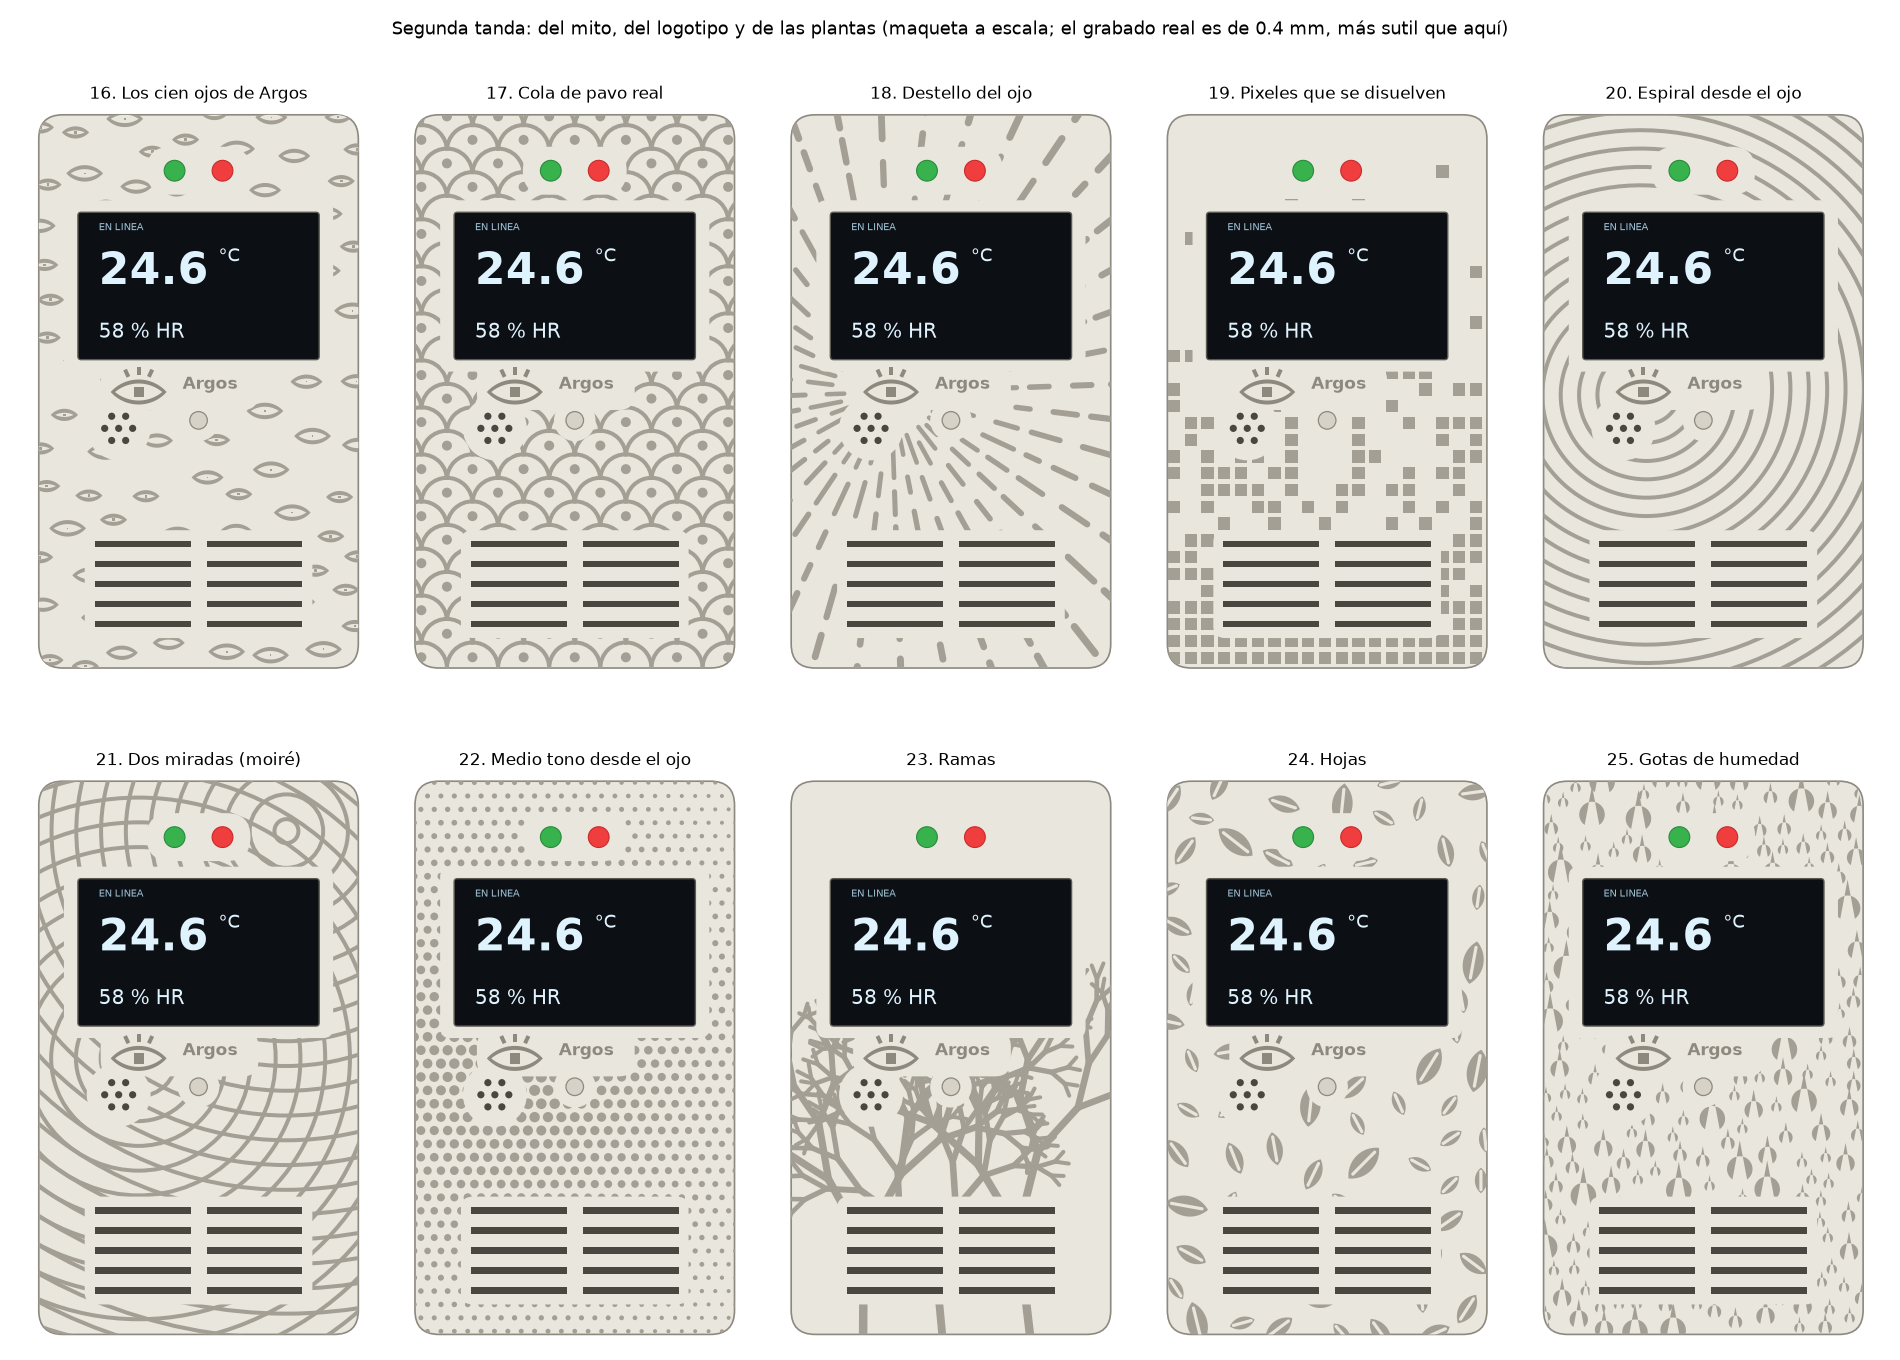 Segunda tanda: del mito, del logotipo y de las plantas (maqueta a escala; el grabado real es de 0.4 mm, más sutil que aquí)
16. Los cien ojos de Argos
EN LINEA
24.6 °C
58 % HR
Argos
17. Cola de pavo real
EN LINEA
24.6 °C
58 % HR
Argos
18. Destello del ojo
EN LINEA
24.6 °C
58 % HR
Argos
19. Pixeles que se disuelven
EN LINEA
24.6 °C
58 % HR
Argos
20. Espiral desde el ojo
EN LINEA
24.6 °C
58 % HR
Argos
21. Dos miradas (moiré)
EN LINEA
24.6 °C
58 % HR
Argos
22. Medio tono desde el ojo
EN LINEA
24.6 °C
58 % HR
Argos
23. Ramas
EN LINEA
24.6 °C
58 % HR
Argos
24. Hojas
EN LINEA
24.6 °C
58 % HR
Argos
25. Gotas de humedad
EN LINEA
24.6 °C
58 % HR
Argos